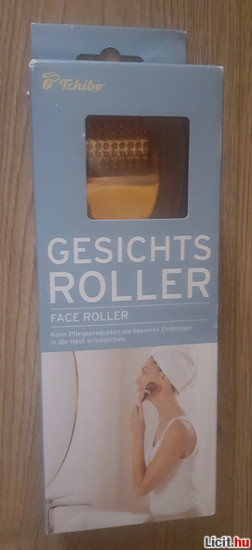 Tchibo
GESICHTS
ROLLER
FACE ROLLER
Kann Pflegeprodukten ein besseres Eindringen
in die Haut ermöglichen
Licit.hu